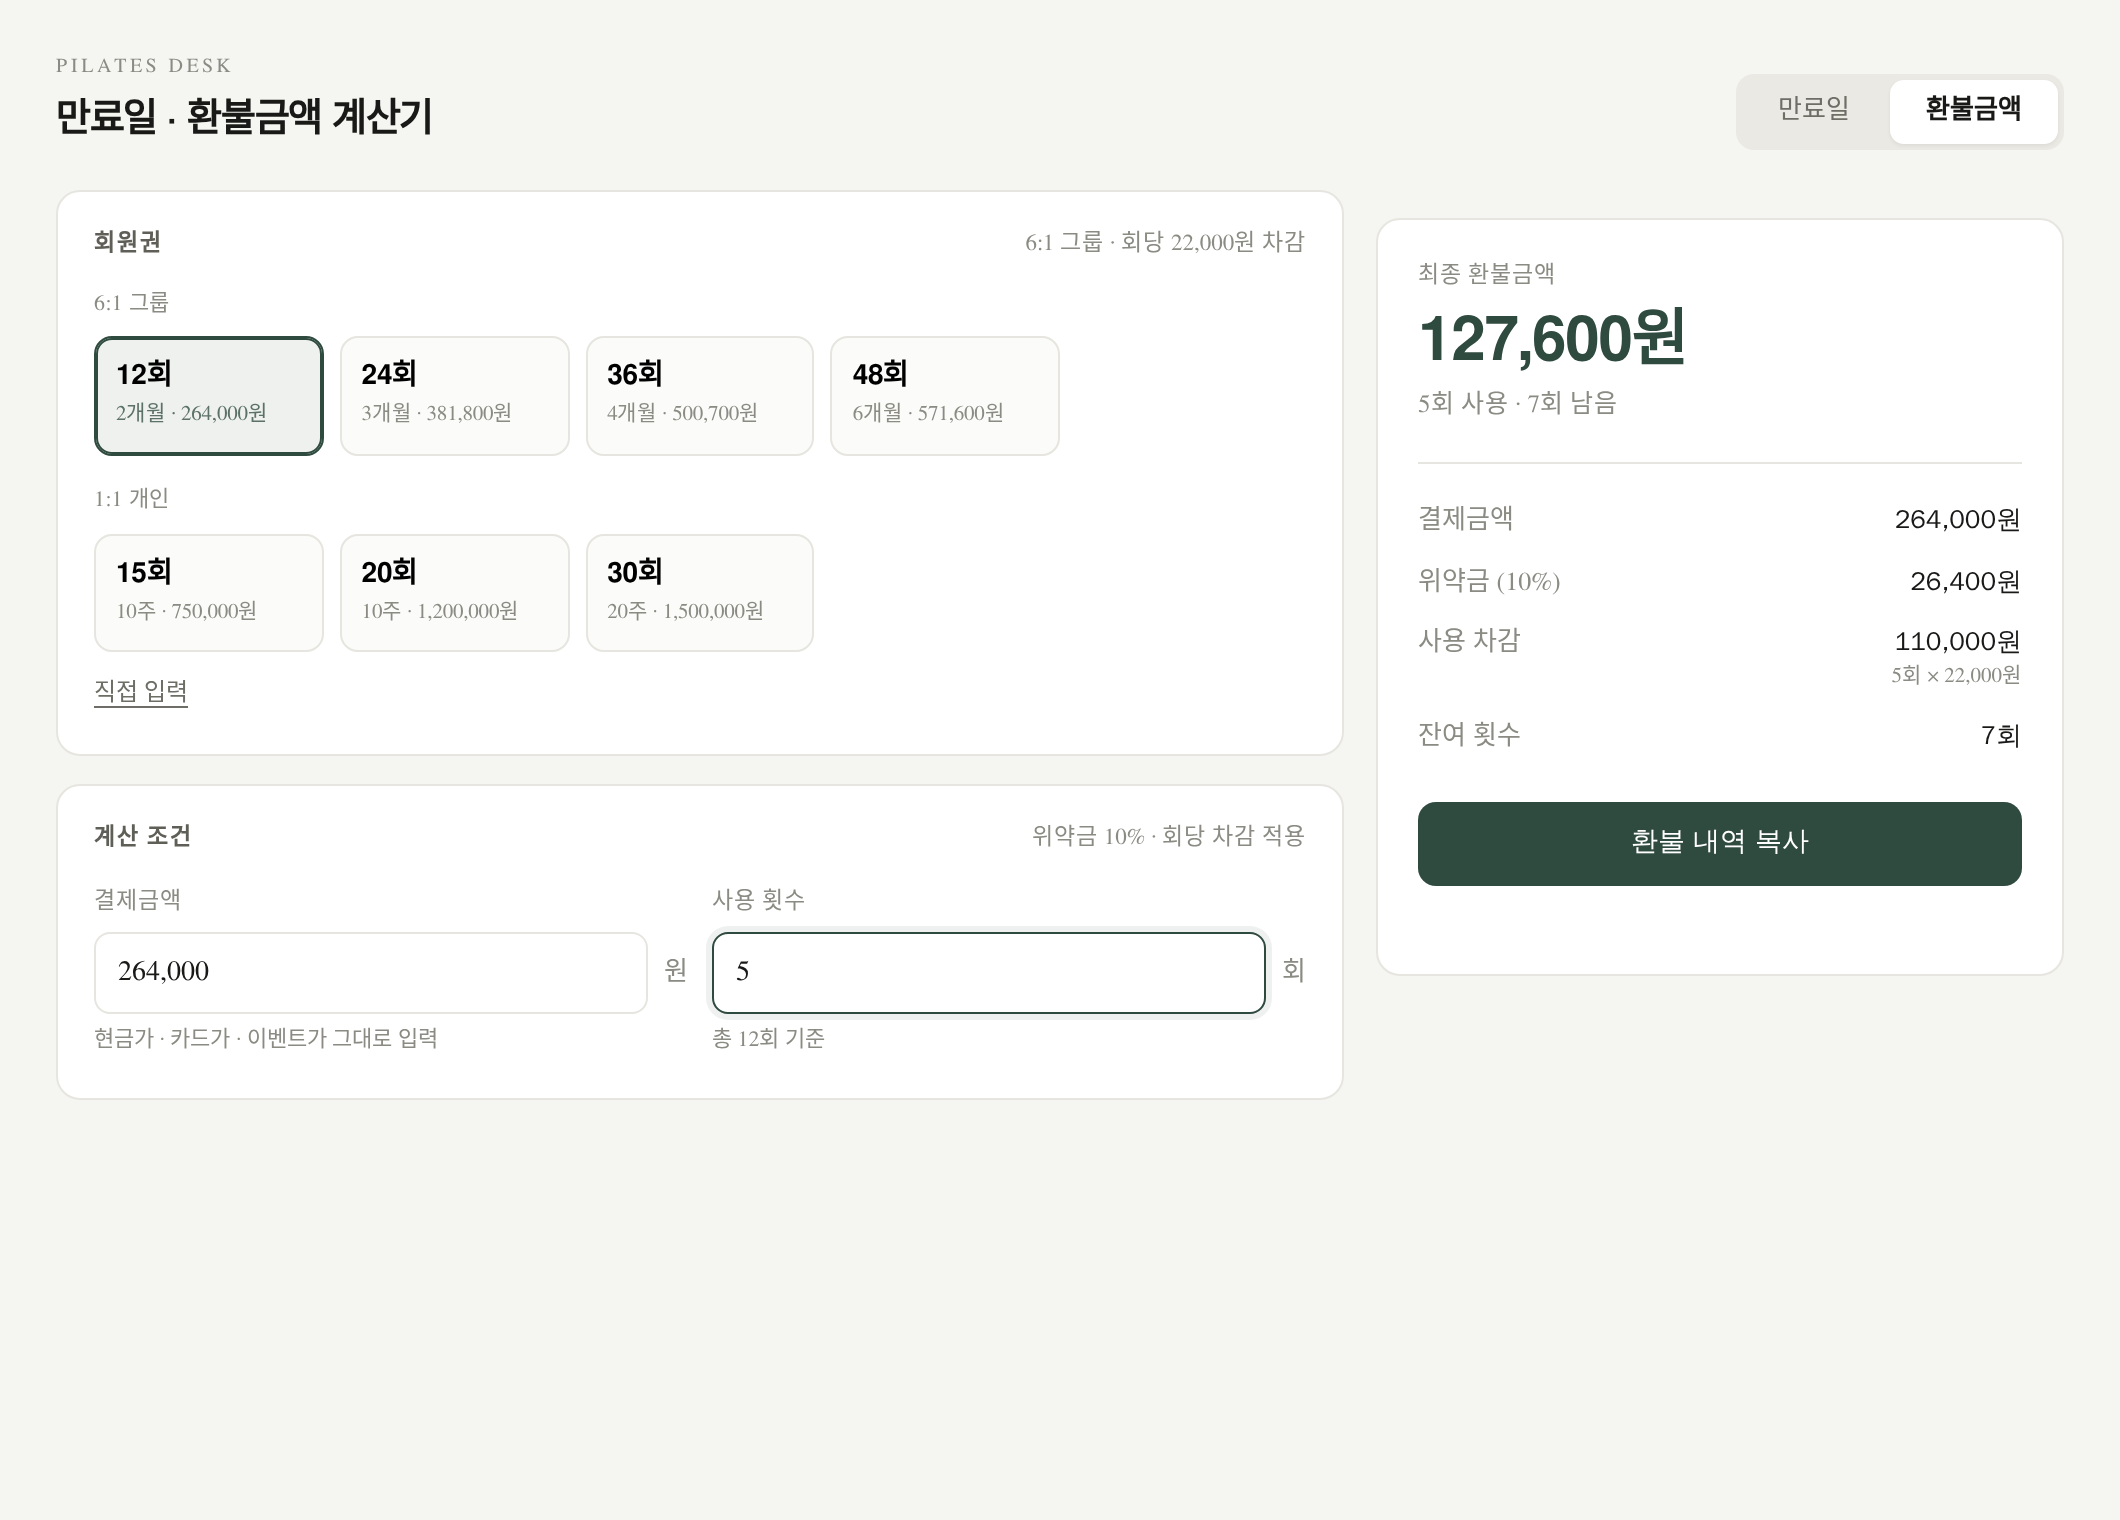 PILATES DESK
만료일 · 환불금액 계산기
만료일
환불금액
회원권
6:1 그룹 · 회당 22,000원 차감
6:1 그룹
12회
2개월 · 264,000원
24회
3개월 · 381,800원
36회
4개월 · 500,700원
48회
6개월 · 571,600원
1:1 개인
15회
10주 · 750,000원
20회
10주 · 1,200,000원
30회
20주 · 1,500,000원
직접 입력
계산 조건
위약금 10% · 회당 차감 적용
결제금액
264,000 원
현금가 · 카드가 · 이벤트가 그대로 입력
사용 횟수
5 회
총 12회 기준
최종 환불금액
127,600원
5회 사용 · 7회 남음
결제금액 264,000원
위약금 (10%) 26,400원
사용 차감 110,000원
5회 × 22,000원
잔여 횟수 7회
환불 내역 복사